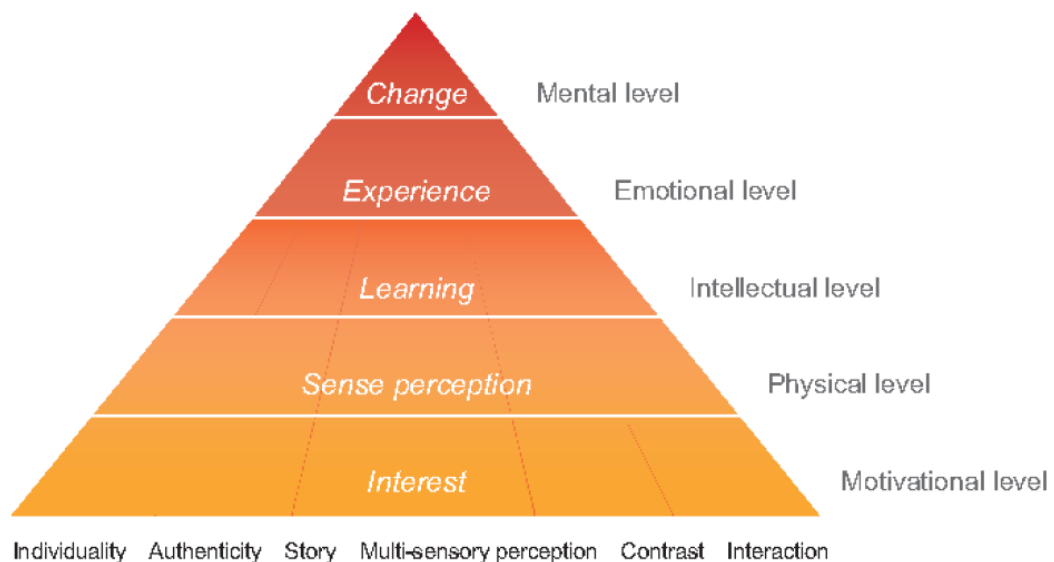 Change Mental level
Experience Emotional level
Learning Intellectual level
Sense perception Physical level
Interest Motivational level
Individuality Authenticity Story Multi-sensory perception Contrast Interaction